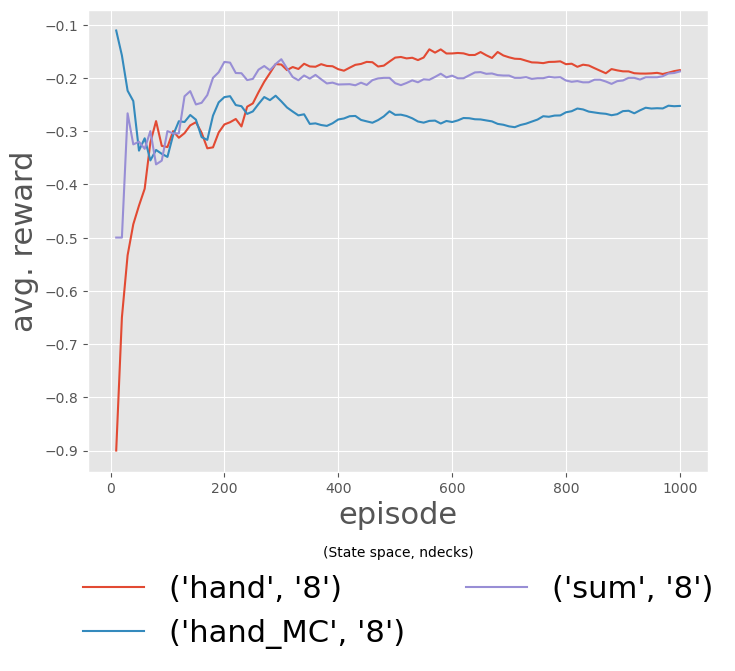 −0.1
−0.2
−0.3
−0.4
−0.5
−0.6
−0.7
−0.8
−0.9
avg. reward
0 200 400 600 800 1000
episode
(State space, ndecks)
('hand', '8') ('sum', '8')
('hand_MC', '8')